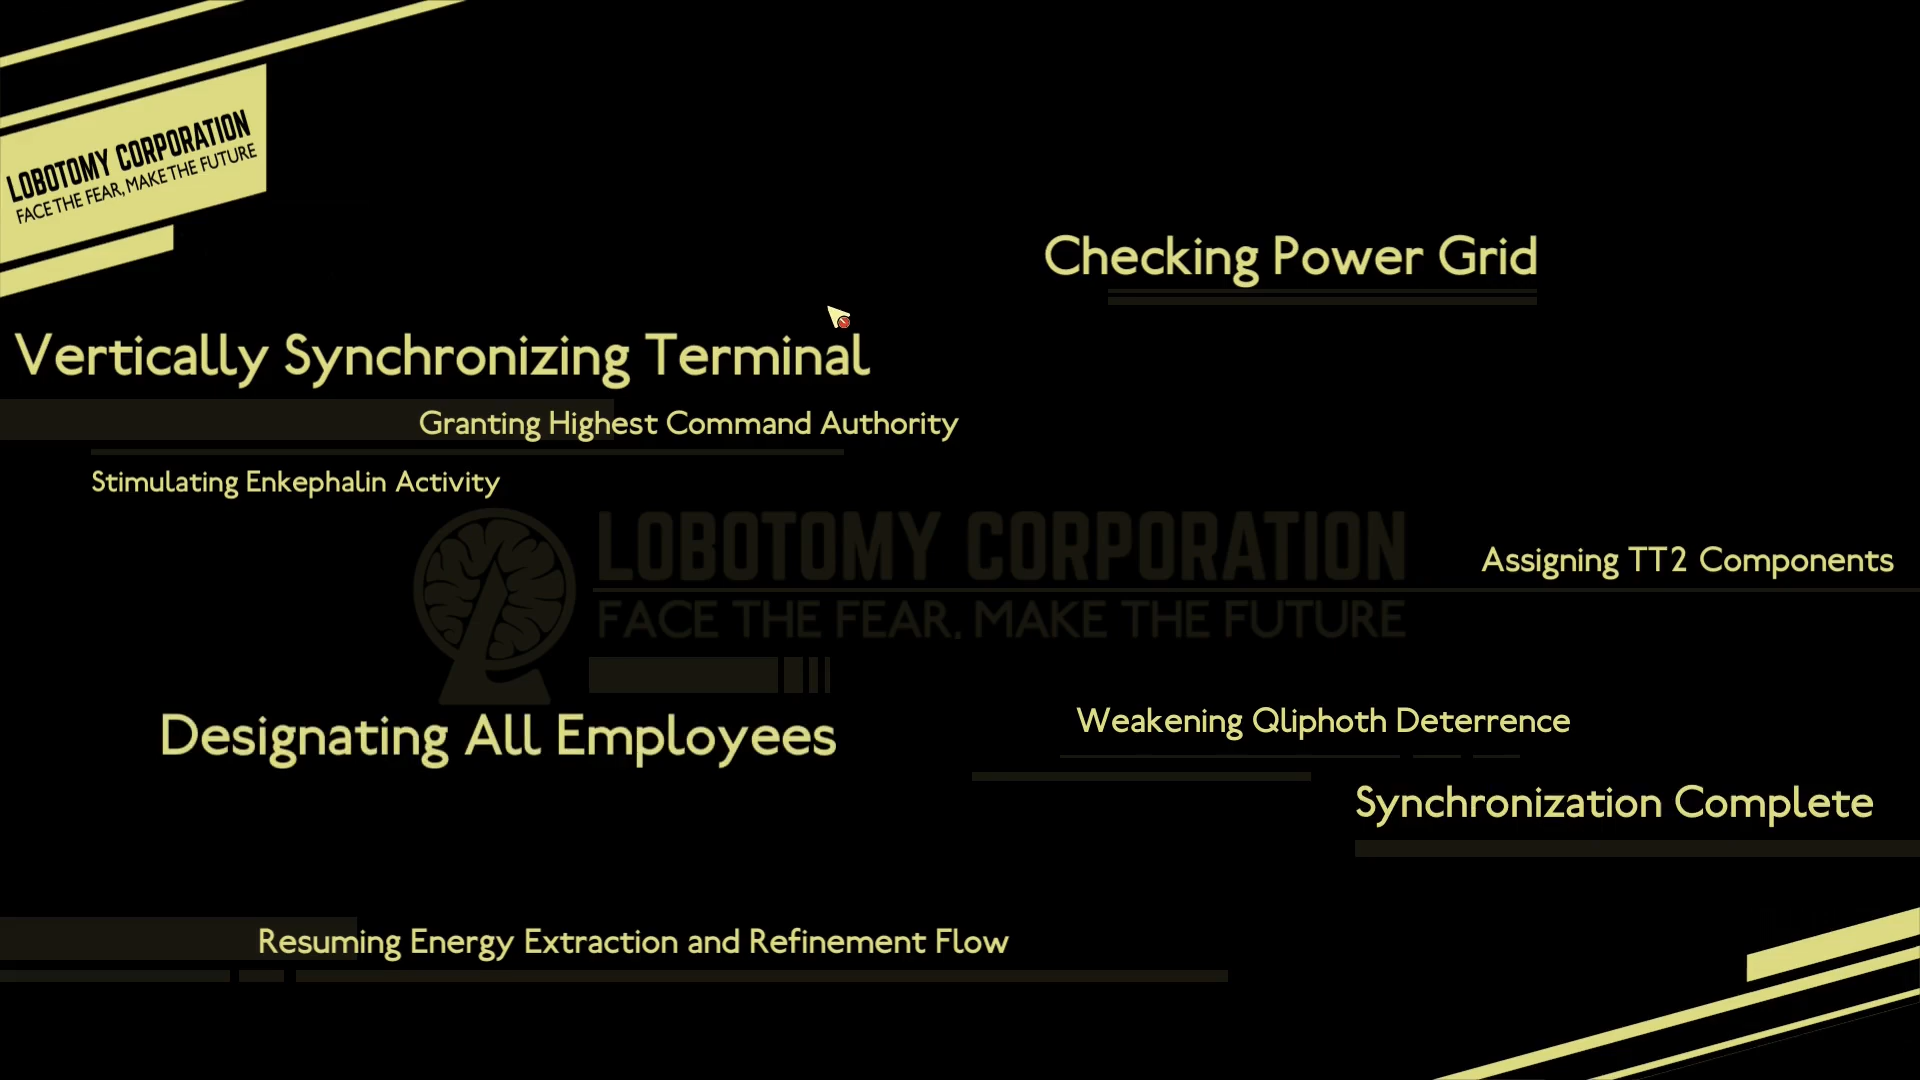 LOBOTOMY CORPORATION
FACE THE FEAR, MAKE THE FUTURE
Checking Power Grid
Vertically Synchronizing Terminal
Granting Highest Command Authority
Stimulating Enkephalin Activity
LOBOTOMY CORPORATION
FACE THE FEAR, MAKE THE FUTURE
Assigning TT2 Components
Designating All Employees
Weakening Qliphoth Deterrence
Synchronization Complete
Resuming Energy Extraction and Refinement Flow